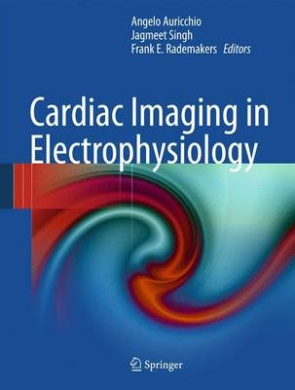 Angelo Auricchio
Jagmeet Singh
Frank E. Rademakers Editors
Cardiac Imaging in
Electrophysiology
Springer